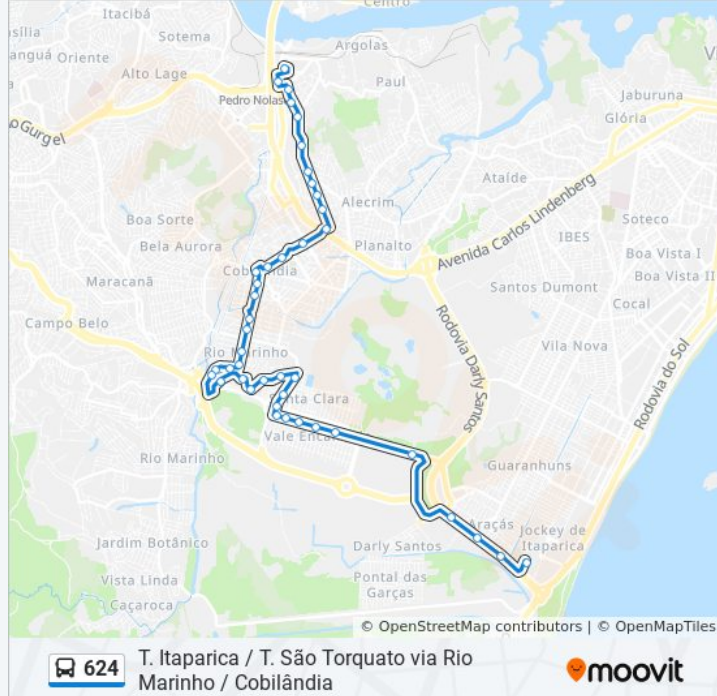 Centro
Itacibá
Sotema
Argolas
Oriente
Alto Lage
Paul
Pedro Nolas
Jaburuna
Glória
o Gurgel
Ataíde
Alecrim
Avenida Carlos Lindenberg
Boa Sorte
Soteco
IBES
Bela Aurora
Planalto
Boa Vista I
Cobilândia
Maracanã
Santos Dumont
Boa Vista II
Cocal
Campo Belo
Rodovia Darly Santos
Vila Nova
Rio Marinho
Rodovia do Sol
Santa Clara
Vale Encan
Rio Marinho
Guaranhuns
Araçás
Jockey de
Itaparica
Jardim Botânico
Darly Santos
Vista Linda
Pontal das
Garças
Caçaroca
© OpenStreetMap contributors | © OpenMapTiles
624
T. Itaparica / T. São Torquato via Rio
Marinho / Cobilândia
moovit